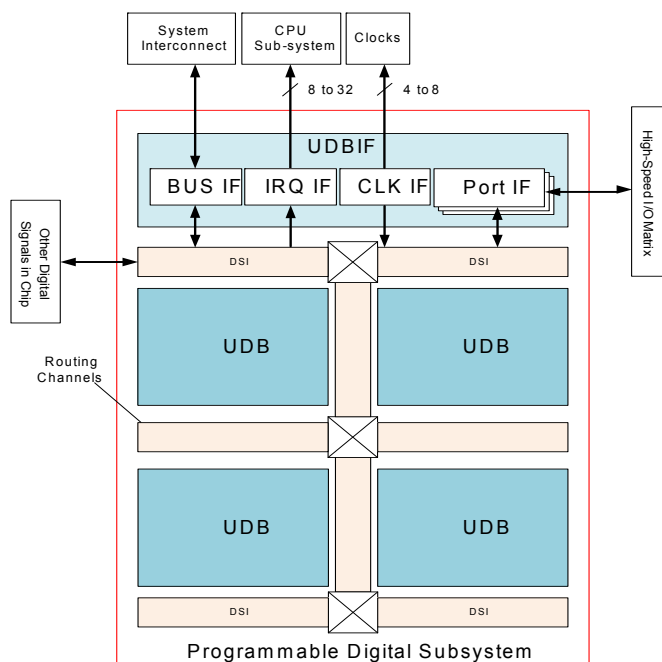 System
Interconnect
CPU
Sub-system
Clocks
8 to 32
4 to 8
UDBIF
BUS IF
IRQ IF
CLK IF
Port IF
High-Speed I/O Matrix
Other Digital
Signals in Chip
DSI
DSI
UDB
UDB
Routing
Channels
UDB
UDB
DSI
DSI
Programmable Digital Subsystem